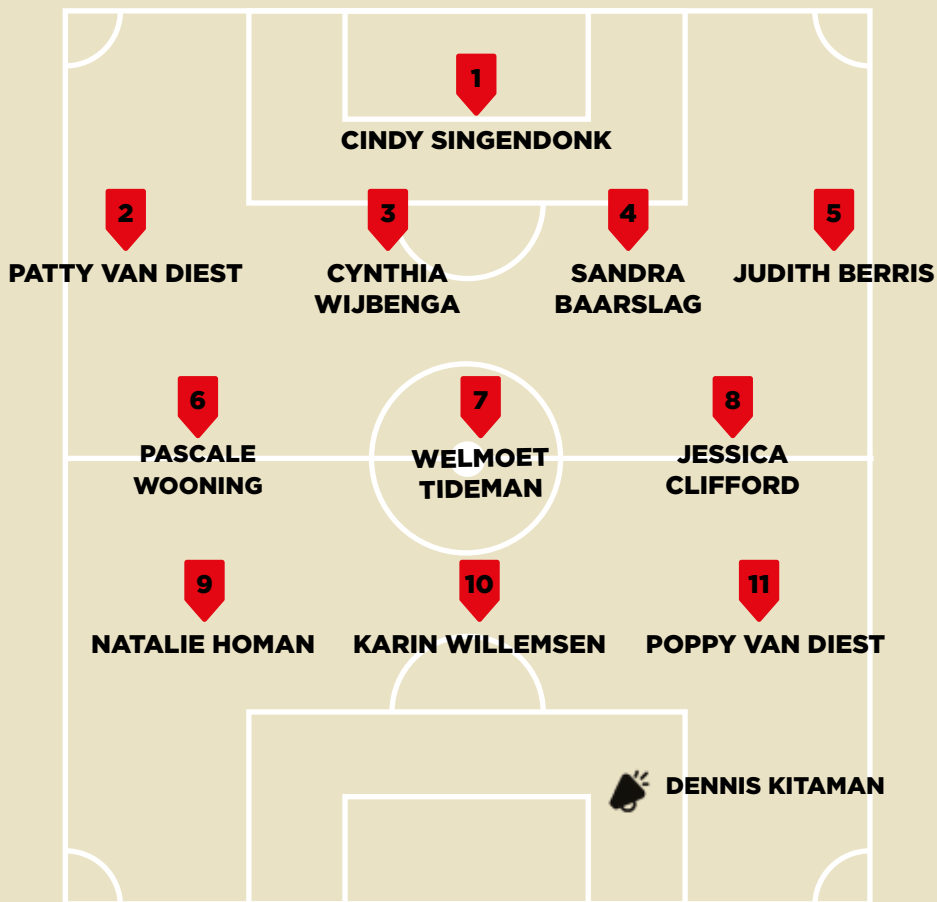 1
CINDY SINGENDONK
2
PATTY VAN DIEST
3
CYNTHIA
WIJBENGA
4
SANDRA
BAARSLAG
5
JUDITH BERRIS
6
PASCALE
WOONING
7
WELMOET
TIDEMAN
8
JESSICA
CLIFFORD
9
NATALIE HOMAN
10
KARIN WILLEMSEN
11
POPPY VAN DIEST
DENNIS KITAMAN